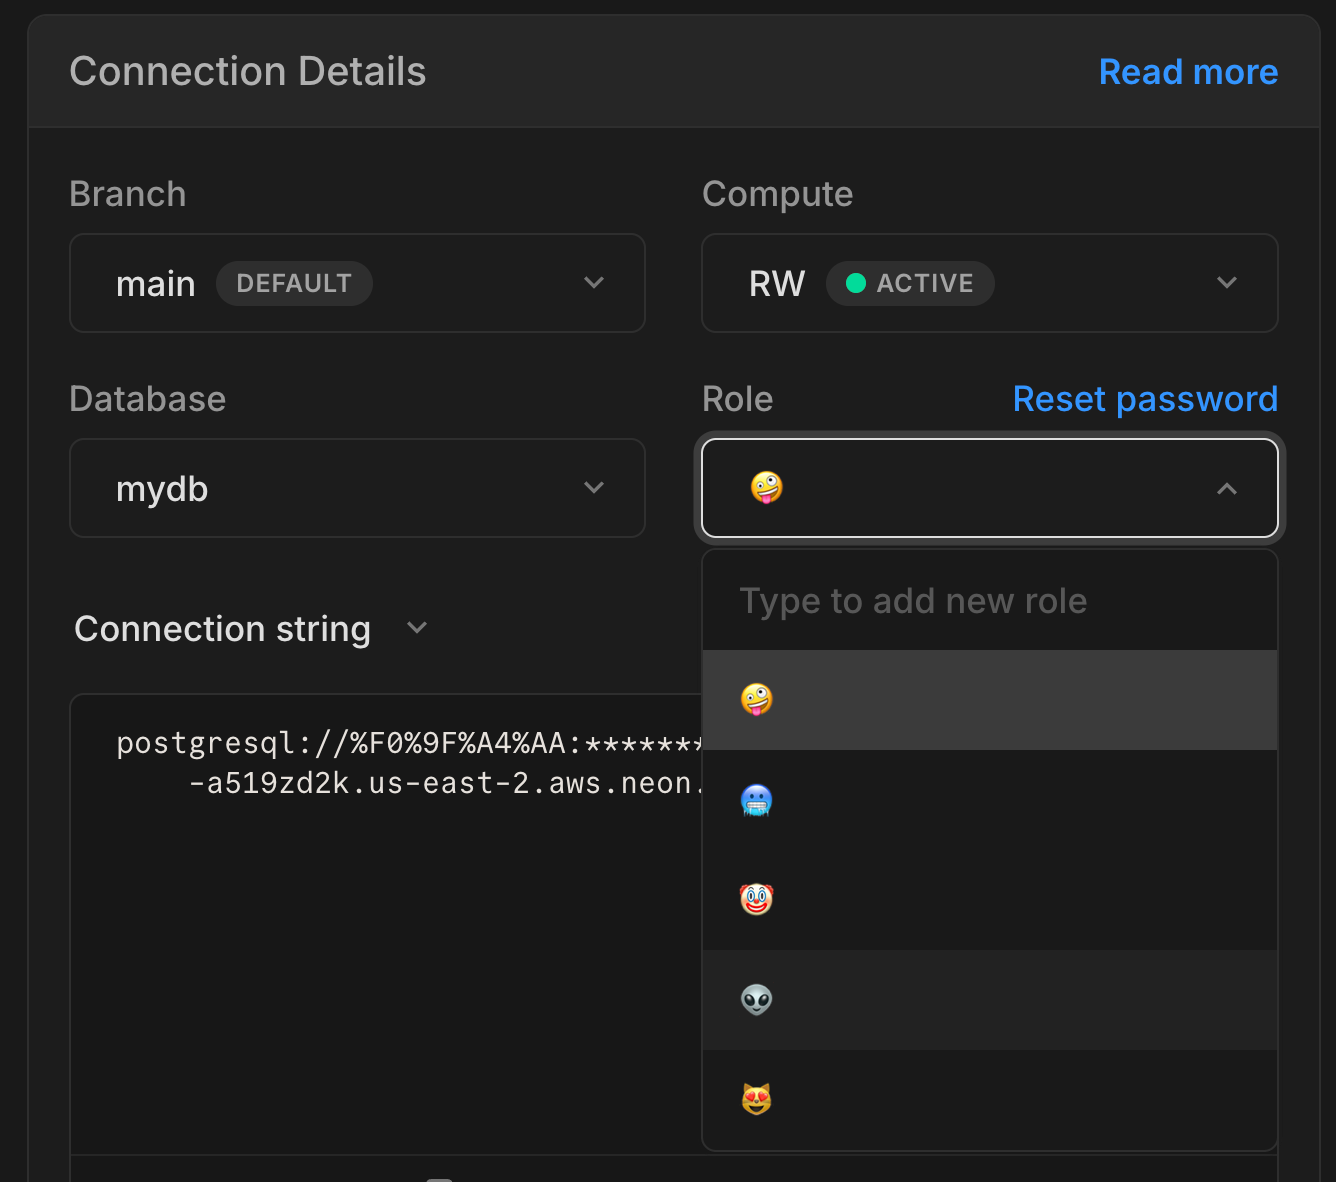 Connection Details
Read more
Branch
Compute
main DEFAULT
RW ACTIVE
Database
Role
Reset password
mydb
🤪
Type to add new role
Connection string
🤪
postgresql://%F0%9F%A4%AA:*******
-a519zd2k.us-east-2.aws.neon.
🥶
🤡
👽
😻